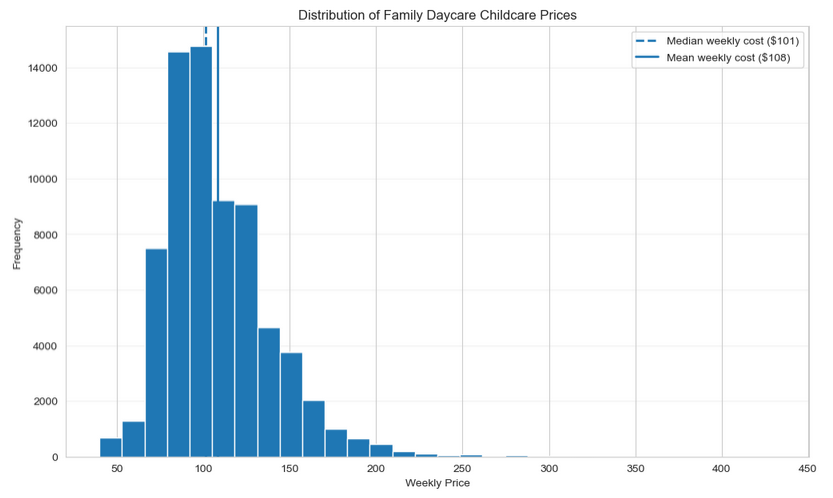 Distribution of Family Daycare Childcare Prices
Median weekly cost ($101)
Mean weekly cost ($108)
Frequency
14000
12000
10000
8000
6000
4000
2000
0
50 100 150 200 250 300 350 400 450
Weekly Price